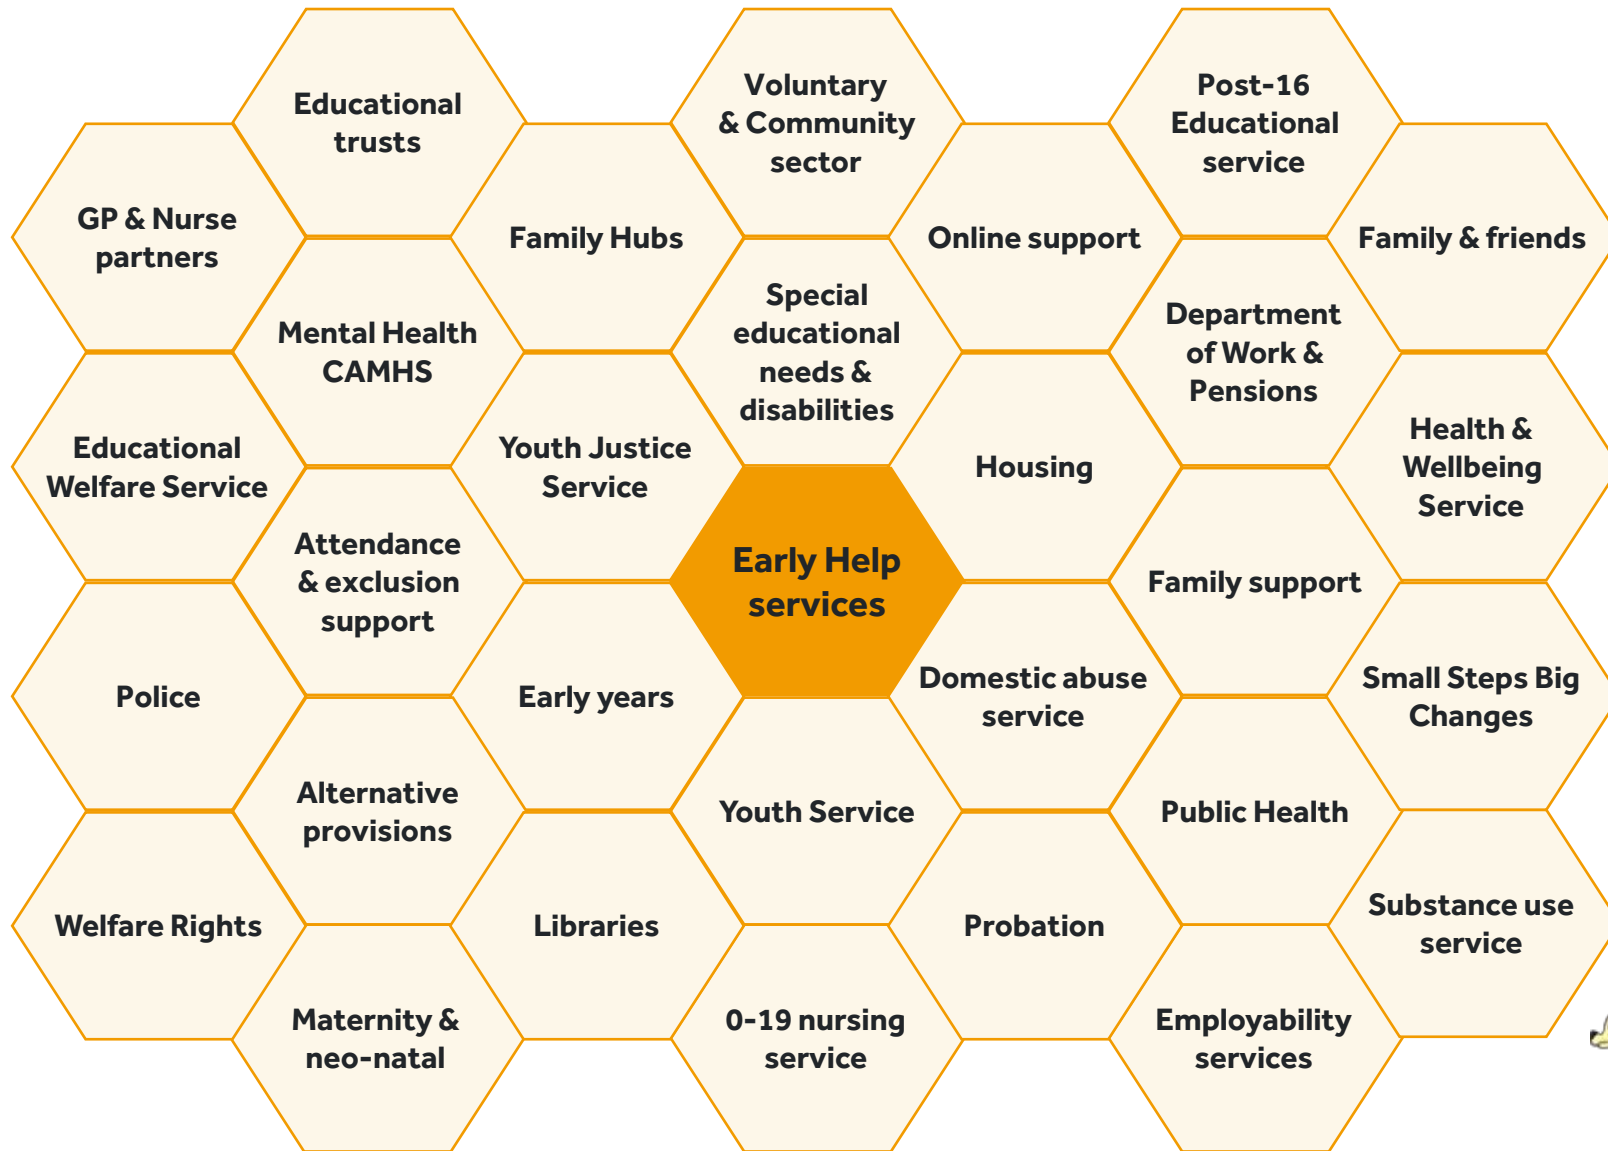 Educational
trusts
Voluntary
& Community
sector
Post-16
Educational
service
GP & Nurse
partners
Family Hubs
Online support
Family & friends
Mental Health
CAMHS
Special
educational
needs &
disabilities
Department
of Work &
Pensions
Educational
Welfare Service
Youth Justice
Service
Housing
Health &
Wellbeing
Service
Attendance
& exclusion
support
Early Help
services
Family support
Police
Early years
Domestic abuse
service
Small Steps Big
Changes
Alternative
provisions
Youth Service
Public Health
Welfare Rights
Libraries
Probation
Substance use
service
Maternity &
neo-natal
0-19 nursing
service
Employability
services